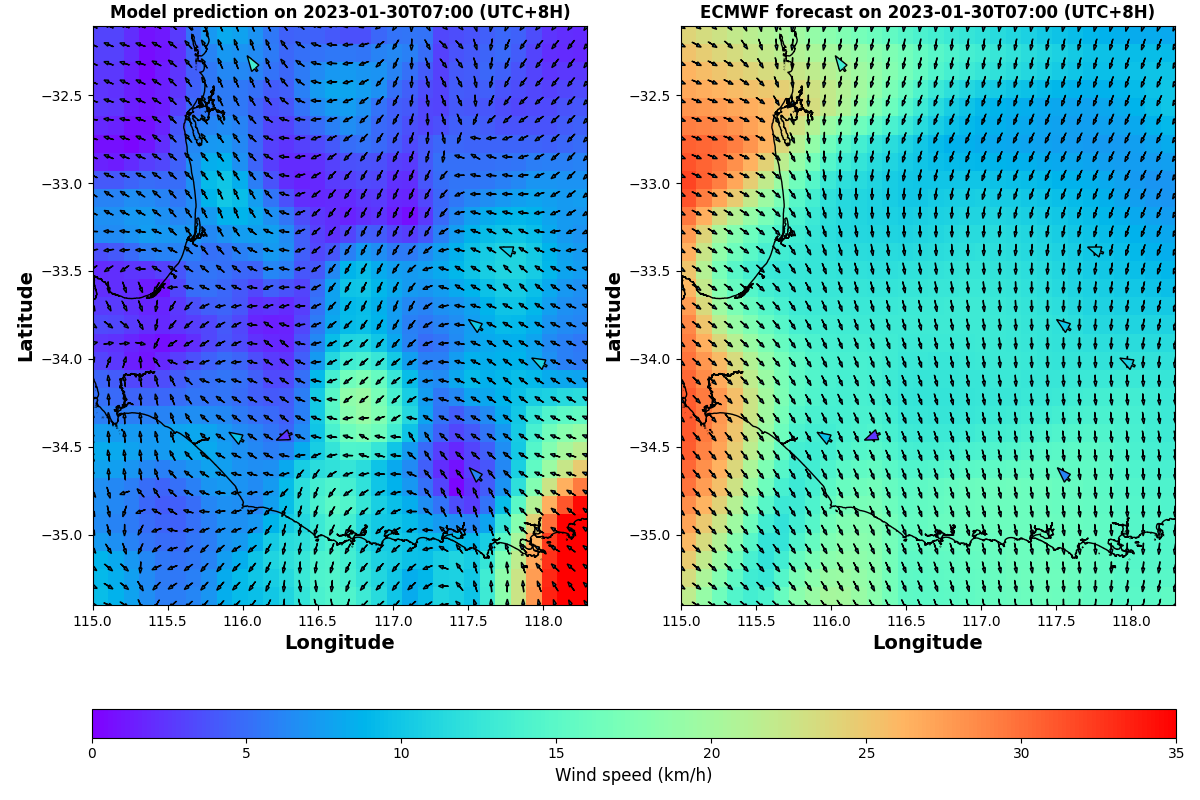 Model prediction on 2023-01-30T07:00 (UTC+8H)
ECMWF forecast on 2023-01-30T07:00 (UTC+8H)
Latitude
−32.5
−33.0
−33.5
−34.0
−34.5
−35.0
115.0 115.5 116.0 116.5 117.0 117.5 118.0
Longitude
Latitude
−32.5
−33.0
−33.5
−34.0
−34.5
−35.0
115.0 115.5 116.0 116.5 117.0 117.5 118.0
Longitude
0 5 10 15 20 25 30 35
Wind speed (km/h)